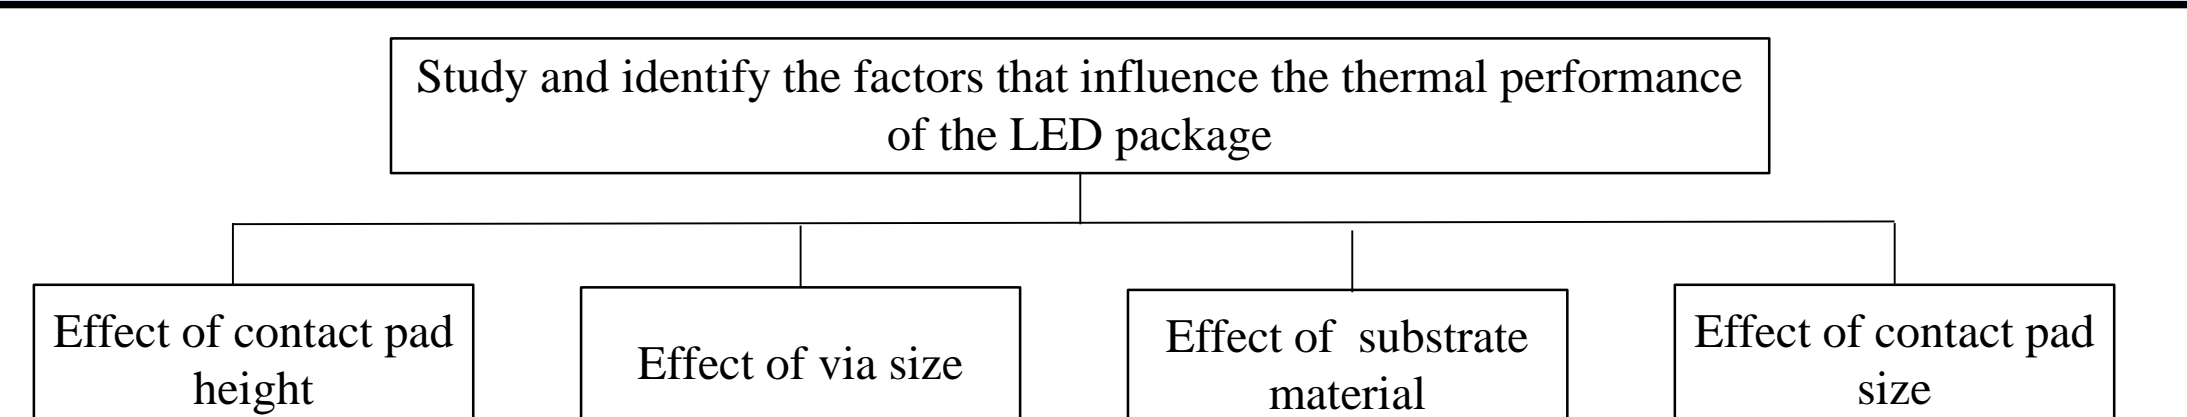 Study and identify the factors that influence the thermal performance
of the LED package
Effect of contact pad
height
Effect of via size
Effect of  substrate
material
Effect of contact pad
size